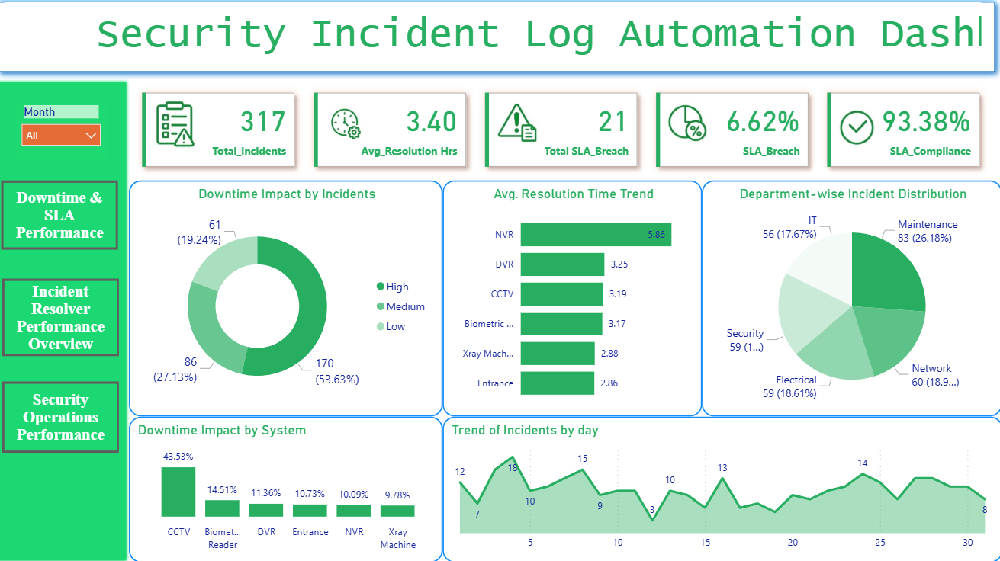 Security Incident Log Automation Dash
Month
All
Downtime &
SLA
Performance
Incident
Resolver
Performance
Overview
Security
Operations
Performance
317
Total_Incidents
3.40
Avg_Resolution Hrs
21
Total SLA_Breach
6.62%
SLA_Breach
93.38%
SLA_Compliance
Downtime Impact by Incidents
61
(19.24%)
86
(27.13%)
170
(53.63%)
High
Medium
Low
Avg. Resolution Time Trend
NVR 5.86
DVR 3.25
CCTV 3.19
Biometric ... 3.17
Xray Mach... 2.88
Entrance 2.86
Department-wise Incident Distribution
IT
56 (17.67%)
Maintenance
83 (26.18%)
Security
59 (1...)
Electrical
59 (18.61%)
Network
60 (18.9...)
Downtime Impact by System
43.53%
14.51%
11.36%
10.73%
10.09%
9.78%
CCTV
Biomet...
Reader
DVR
Entrance
NVR
Xray
Machine
Trend of Incidents by day
12
7
18
10
15
9
3
10
13
14
8
5 10 15 20 25 30